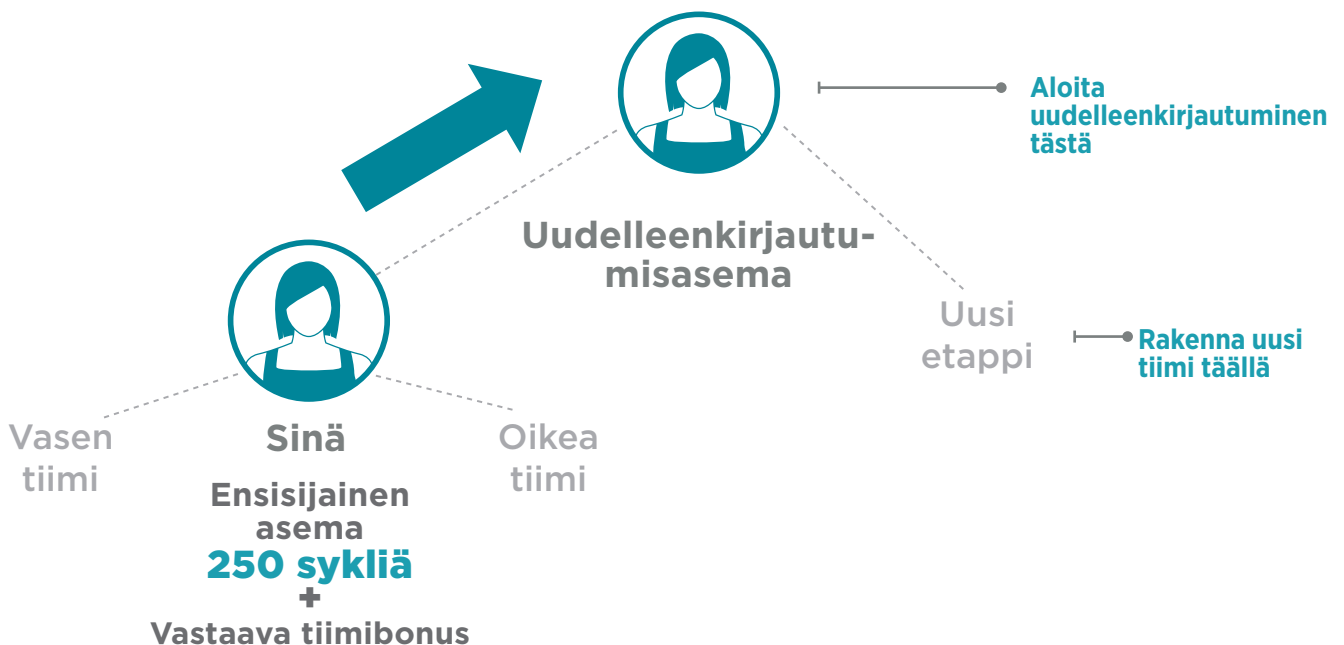 Aloita
uudelleenkirjautuminen
tästä
Uudelleenkirjautu-
misasema
Uusi
etappi
Rakenna uusi
tiimi täällä
Vasen
tiimi
Sinä
Oikea
tiimi
Ensisijainen
asema
250 sykliä
+
Vastaava tiimibonus